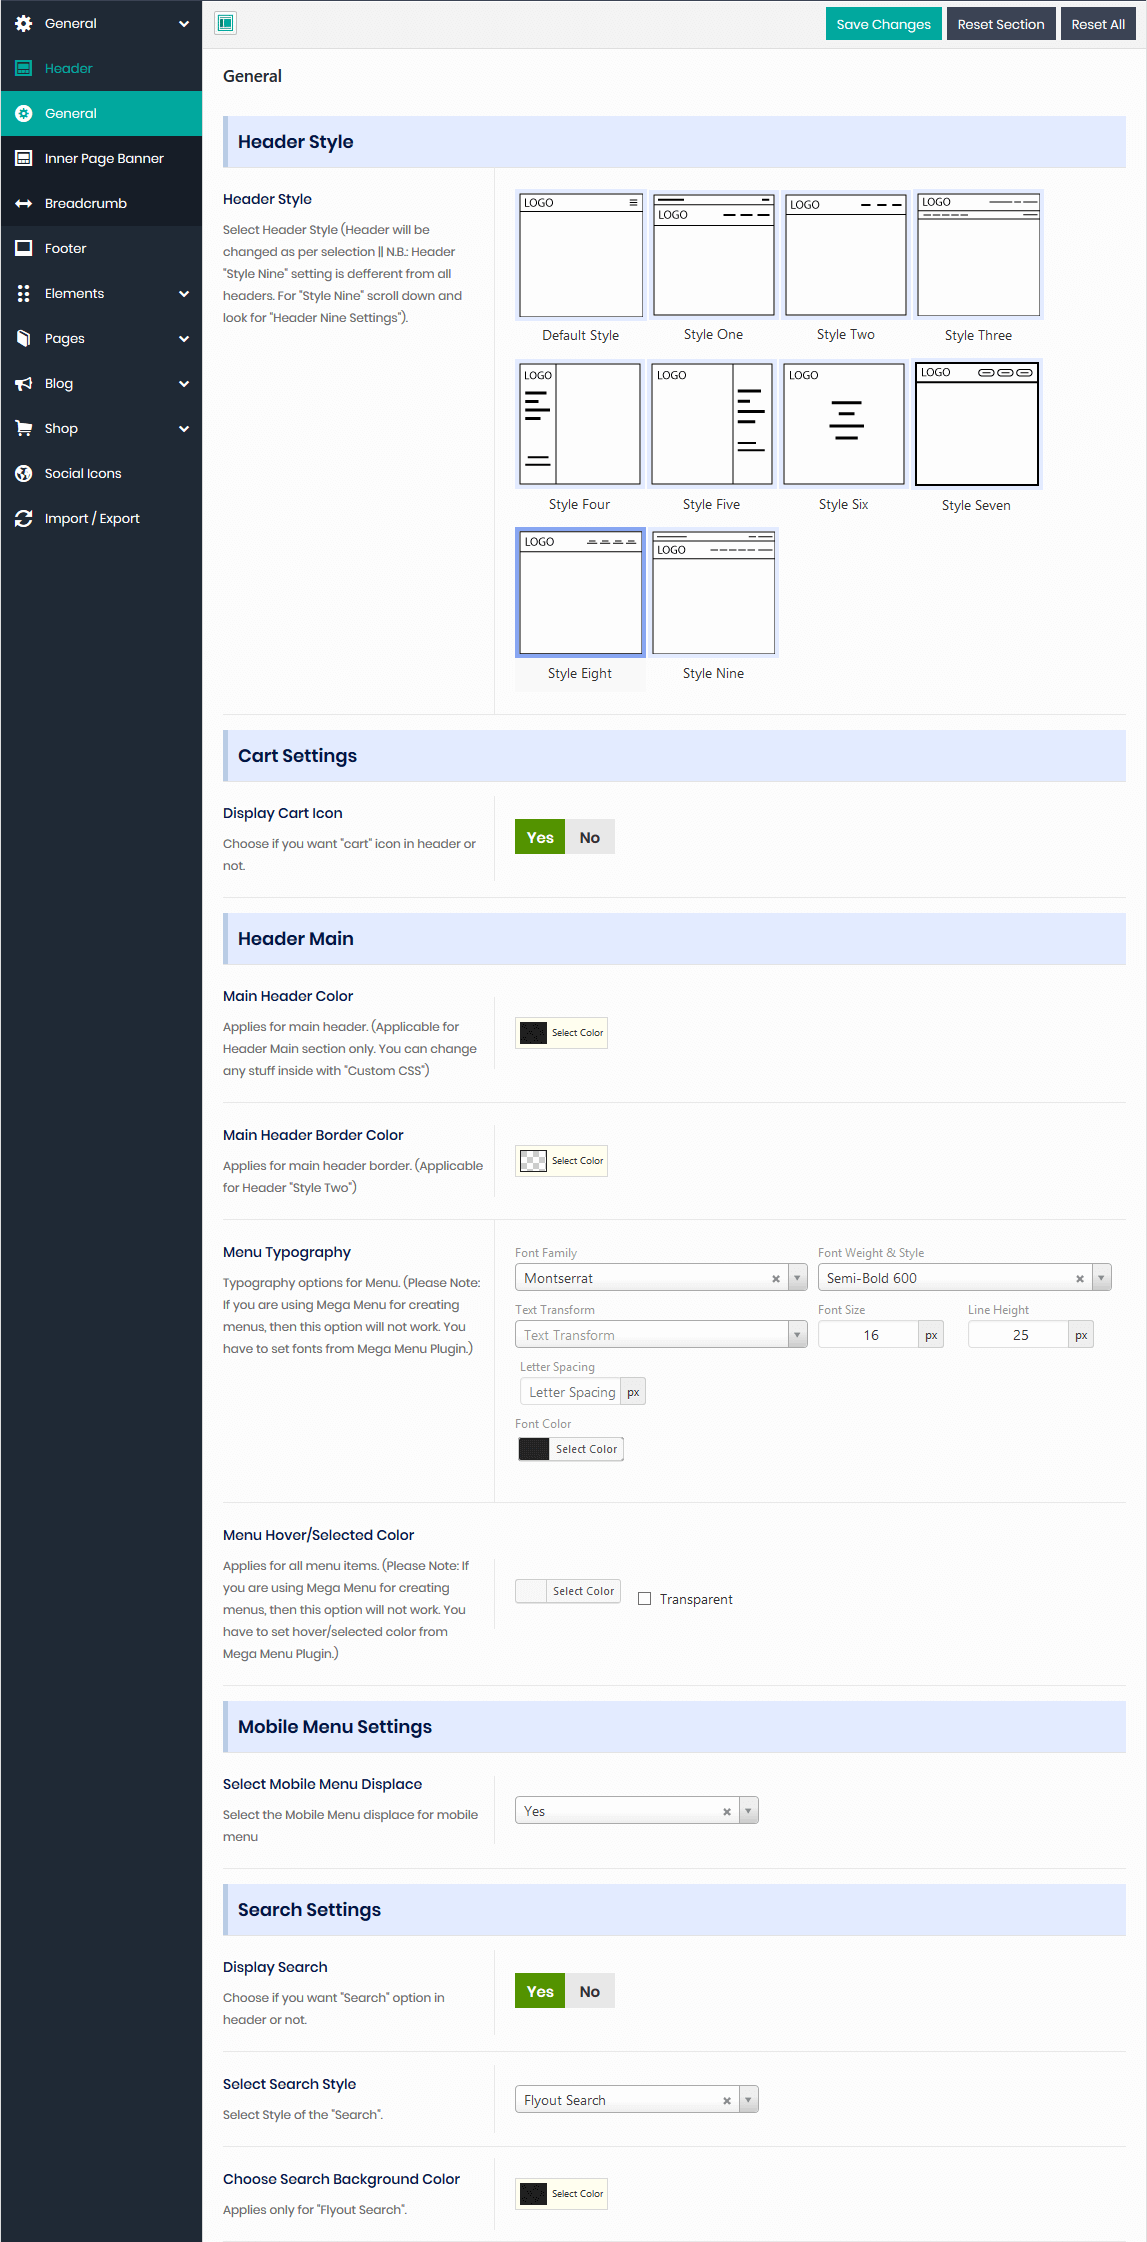 General
Header
General
Inner Page Banner
Breadcrumb
Footer
Elements
Pages
Blog
Shop
Social Icons
Import / Export
Save Changes Reset Section Reset All
General
Header Style
Header Style
Select Header Style (Header will be
changed as per selection || N.B.: Header
"Style Nine" setting is defferent from all
headers. For "Style Nine" scroll down and
look for "Header Nine Settings").
LOGO LOGO LOGO LOGO
Default Style Style One Style Two Style Three
LOGO LOGO LOGO LOGO
Style Four Style Five Style Six Style Seven
LOGO LOGO
Style Eight Style Nine
Cart Settings
Display Cart Icon
Choose if you want "cart" icon in header or
not.
Yes No
Header Main
Main Header Color
Applies for main header. (Applicable for
Header Main section only. You can change
any stuff inside with "Custom CSS")
Select Color
Main Header Border Color
Applies for main header border. (Applicable
for Header "Style Two")
Select Color
Menu Typography
Typography options for Menu. (Please Note:
If you are using Mega Menu for creating
menus, then this option will not work. You
have to set fonts from Mega Menu Plugin.)
Font Family Font Weight & Style
Montserrat Semi-Bold 600
Text Transform Font Size Line Height
Text Transform 16 px 25 px
Letter Spacing
Letter Spacing px
Font Color
Select Color
Menu Hover/Selected Color
Applies for all menu items. (Please Note: If
you are using Mega Menu for creating
menus, then this option will not work. You
have to set hover/selected color from
Mega Menu Plugin.)
Select Color Transparent
Mobile Menu Settings
Select Mobile Menu Displace
Select the Mobile Menu displace for mobile
menu
Yes
Search Settings
Display Search
Choose if you want "Search" option in
header or not.
Yes No
Select Search Style
Select Style of the "Search".
Flyout Search
Choose Search Background Color
Applies only for "Flyout Search".
Select Color